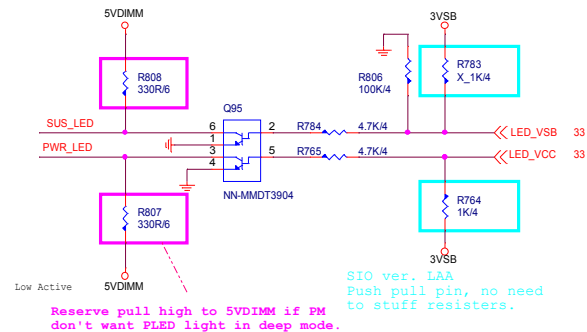 5VDIMM
3VSB
R808
330R/6
R806
100K/4
R783
X_1K/4
Q95
SUS_LED
6
2
R784
4.7K/4
LED_VSB
33
1
PWR_LED
3
5
R765
4.7K/4
LED_VCC
33
4
NN-MMDT3904
R807
330R/6
R764
1K/4
5VDIMM
3VSB
Low Active
SIO ver. LAA
Push pull pin, no need
to stuff resisters.
Reserve pull high to 5VDIMM if PM
don't want PLED light in deep mode.